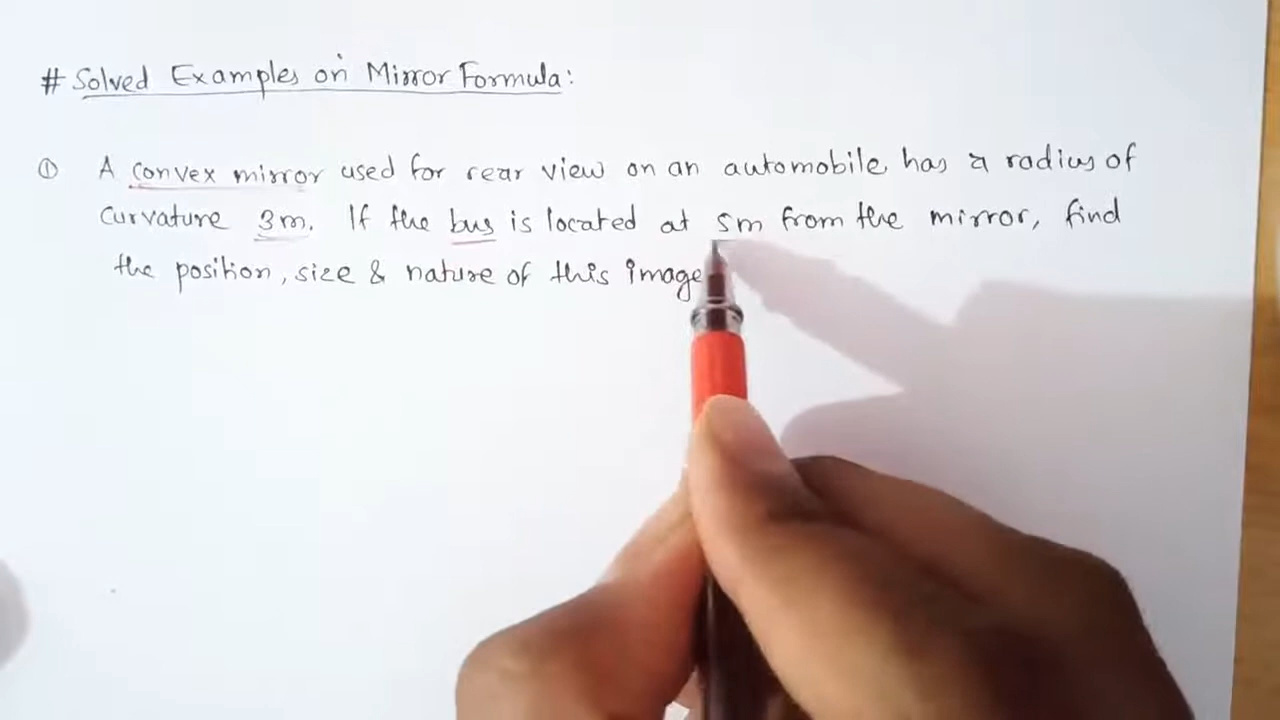 # Solved Examples on Mirror Formula:
① A convex mirror used for rear view on an automobile has a radius of
curvature 3m. If the bus is located at 5m from the mirror, find
the position, size & nature of this image